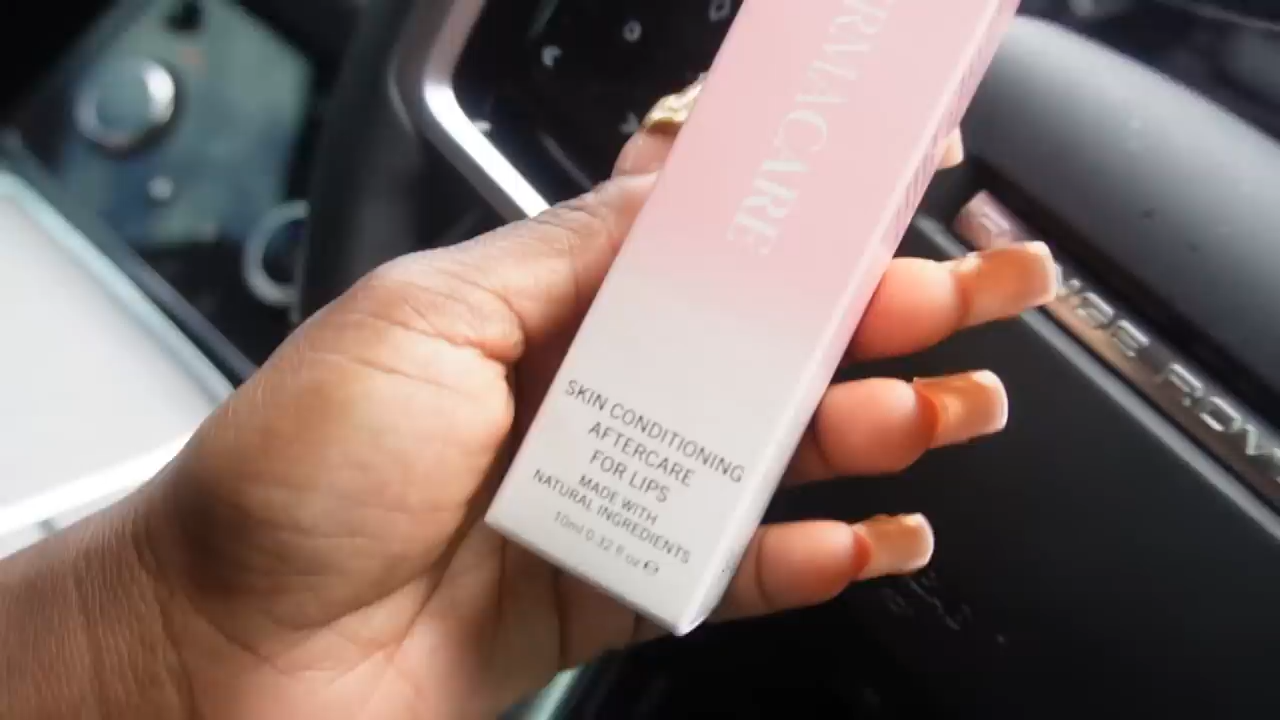 RMACARE
SKIN CONDITIONING
AFTERCARE
FOR LIPS
MADE WITH
NATURAL INGREDIENTS
10ml 0.32 fl oz ℮